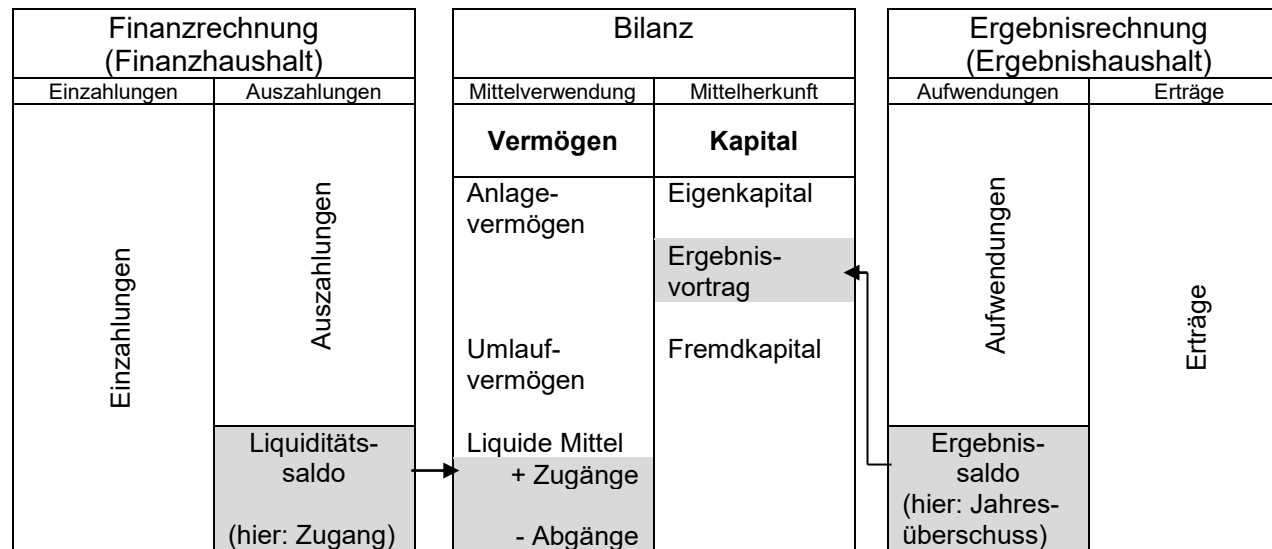 Finanzrechnung
(Finanzhaushalt)
Einzahlungen
Auszahlungen
Einzahlungen
Auszahlungen
Liquiditäts-
saldo
(hier: Zugang)
Bilanz
Mittelverwendung
Mittelherkunft
Vermögen
Kapital
Anlage-
vermögen
Umlauf-
vermögen
Liquide Mittel
+ Zugänge
- Abgänge
Eigenkapital
Ergebnis-
vortrag
Fremdkapital
Ergebnisrechnung
(Ergebnishaushalt)
Aufwendungen
Erträge
Aufwendungen
Ergebnis-
saldo
(hier: Jahres-
überschuss)
Erträge